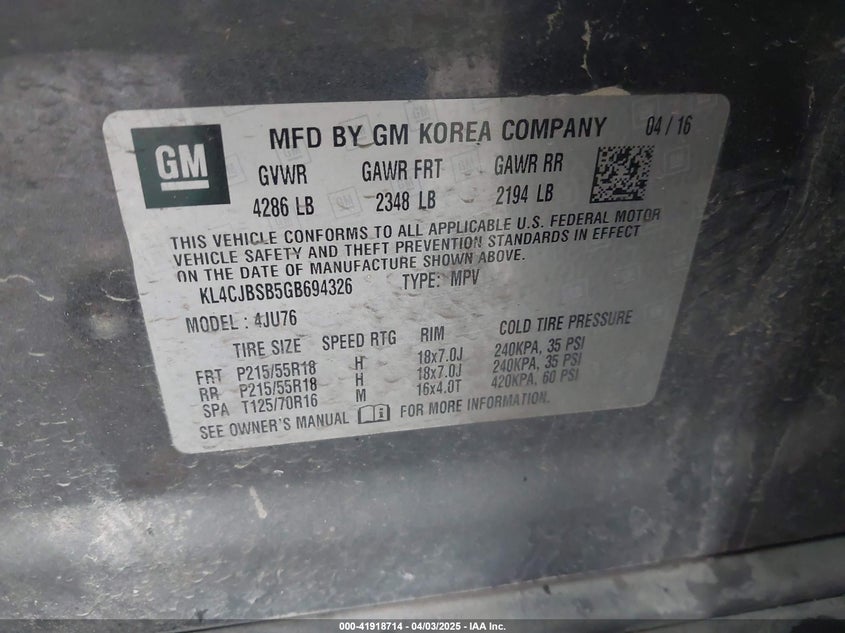 GM
MFD BY GM KOREA COMPANY 04 / 16
GVWR GAWR FRT GAWR RR
4286 LB 2348 LB 2194 LB
THIS VEHICLE CONFORMS TO ALL APPLICABLE U.S. FEDERAL MOTOR
VEHICLE SAFETY AND THEFT PREVENTION STANDARDS IN EFFECT
ON THE DATE OF MANUFACTURE SHOWN ABOVE.
KL4CJBSB5GB694326 TYPE: MPV
MODEL : 4JU76
TIRE SIZE SPEED RTG RIM COLD TIRE PRESSURE
FRT P215/55R18 H 18x7.0J 240KPA, 35 PSI
RR P215/55R18 H 18x7.0J 240KPA, 35 PSI
SPA T125/70R16 M 16x4.0T 420KPA, 60 PSI
SEE OWNER'S MANUAL FOR MORE INFORMATION.
000-41918714 - 04/03/2025 - IAA Inc.